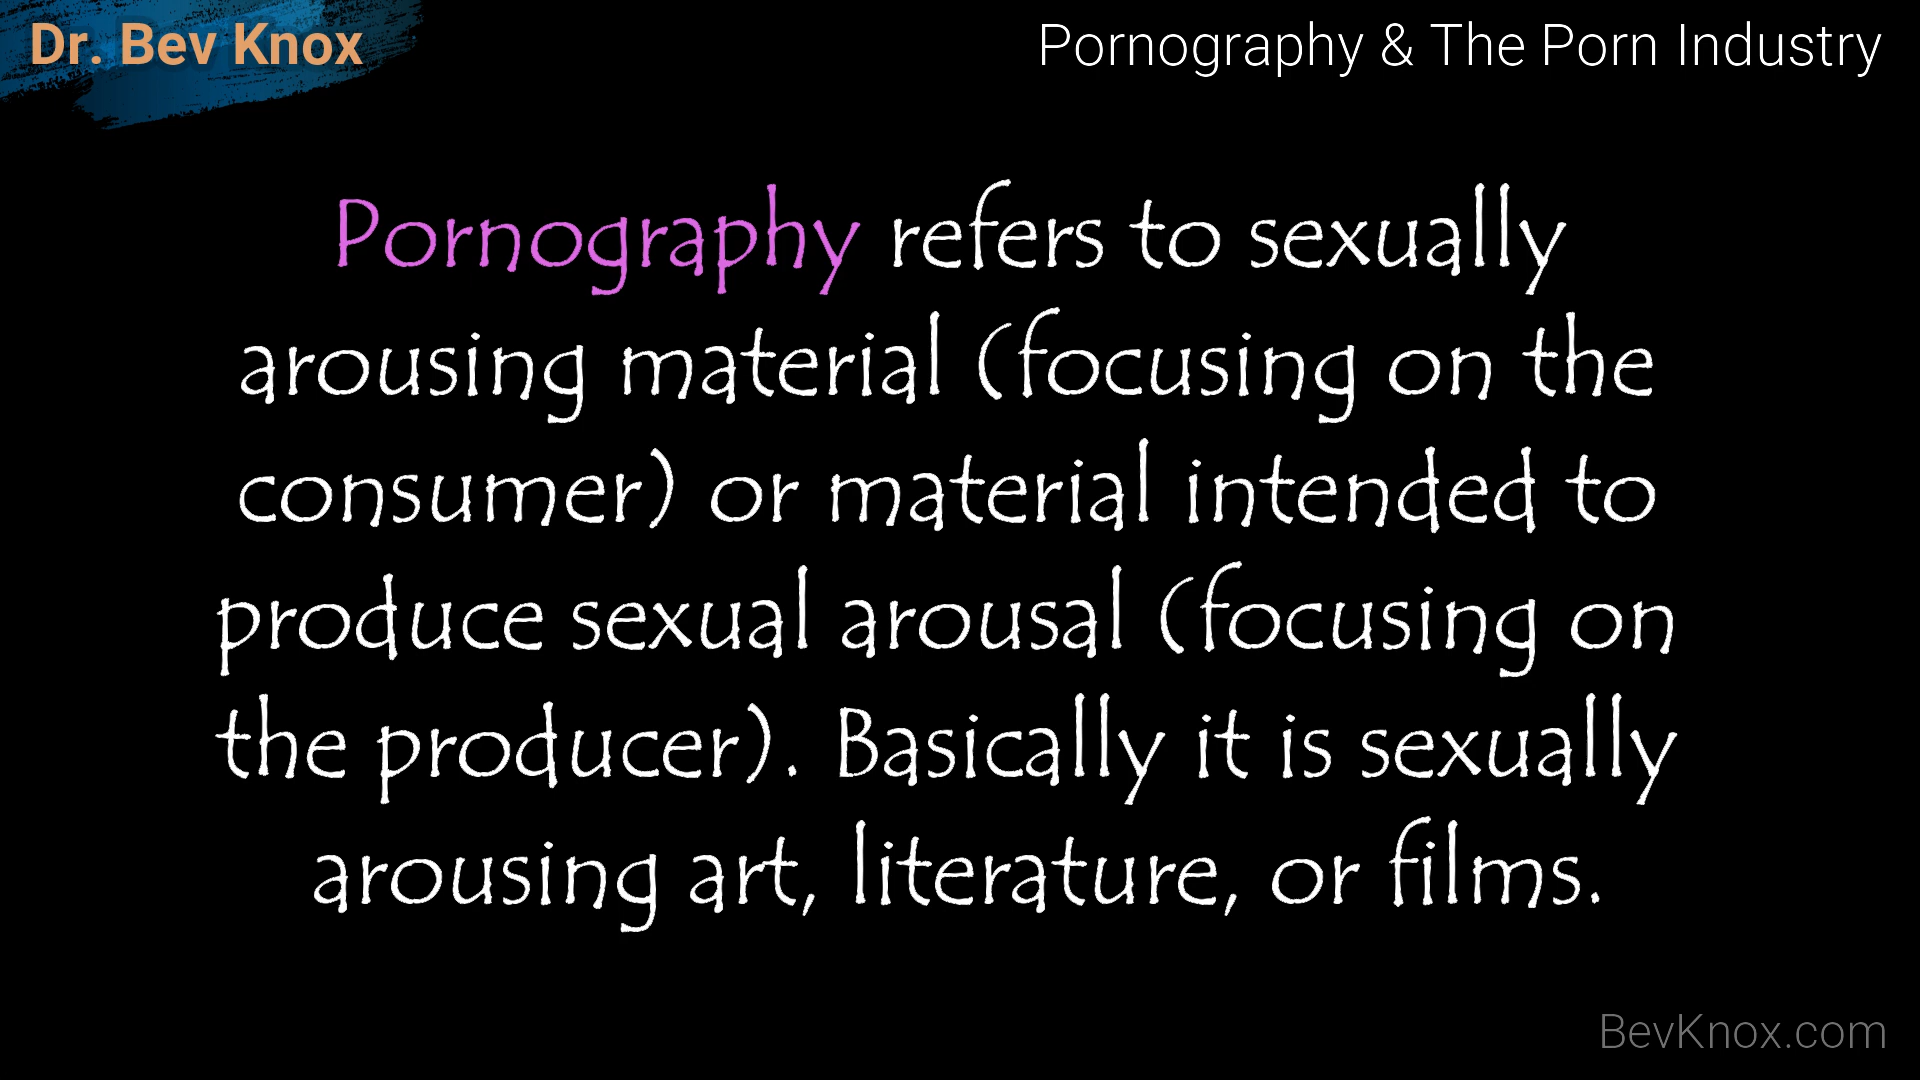 Dr. Bev Knox
Pornography & The Porn Industry
Pornography refers to sexually
arousing material (focusing on the
consumer) or material intended to
produce sexual arousal (focusing on
the producer). Basically it is sexually
arousing art, literature, or films.
BevKnox.com